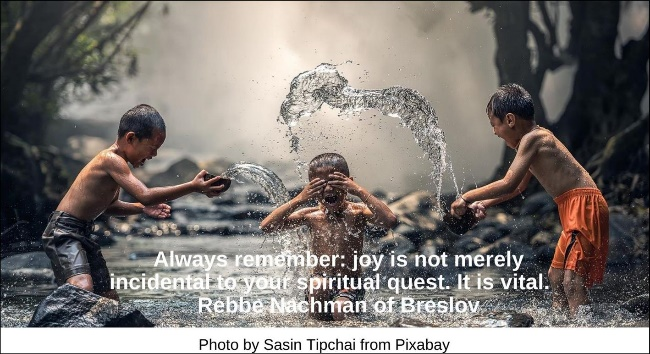 Always remember: joy is not merely
incidental to your spiritual quest. It is vital.
Rebbe Nachman of Breslov
Photo by Sasin Tipchai from Pixabay